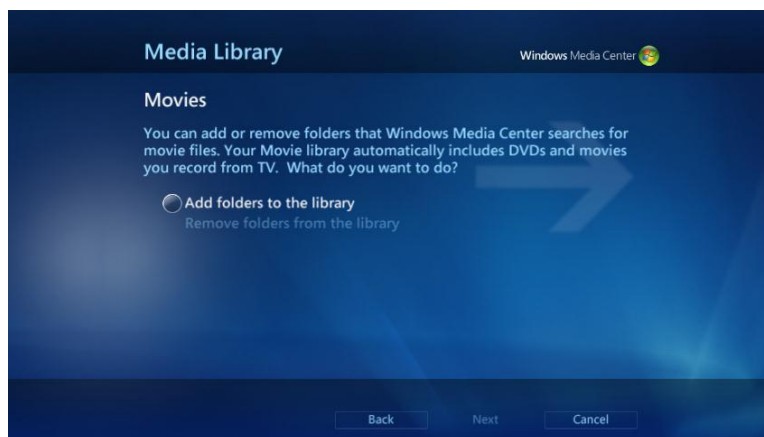 Media Library
Windows Media Center
Movies
You can add or remove folders that Windows Media Center searches for
movie files. Your Movie library automatically includes DVDs and movies
you record from TV.  What do you want to do?
Add folders to the library
Remove folders from the library
Back
Next
Cancel